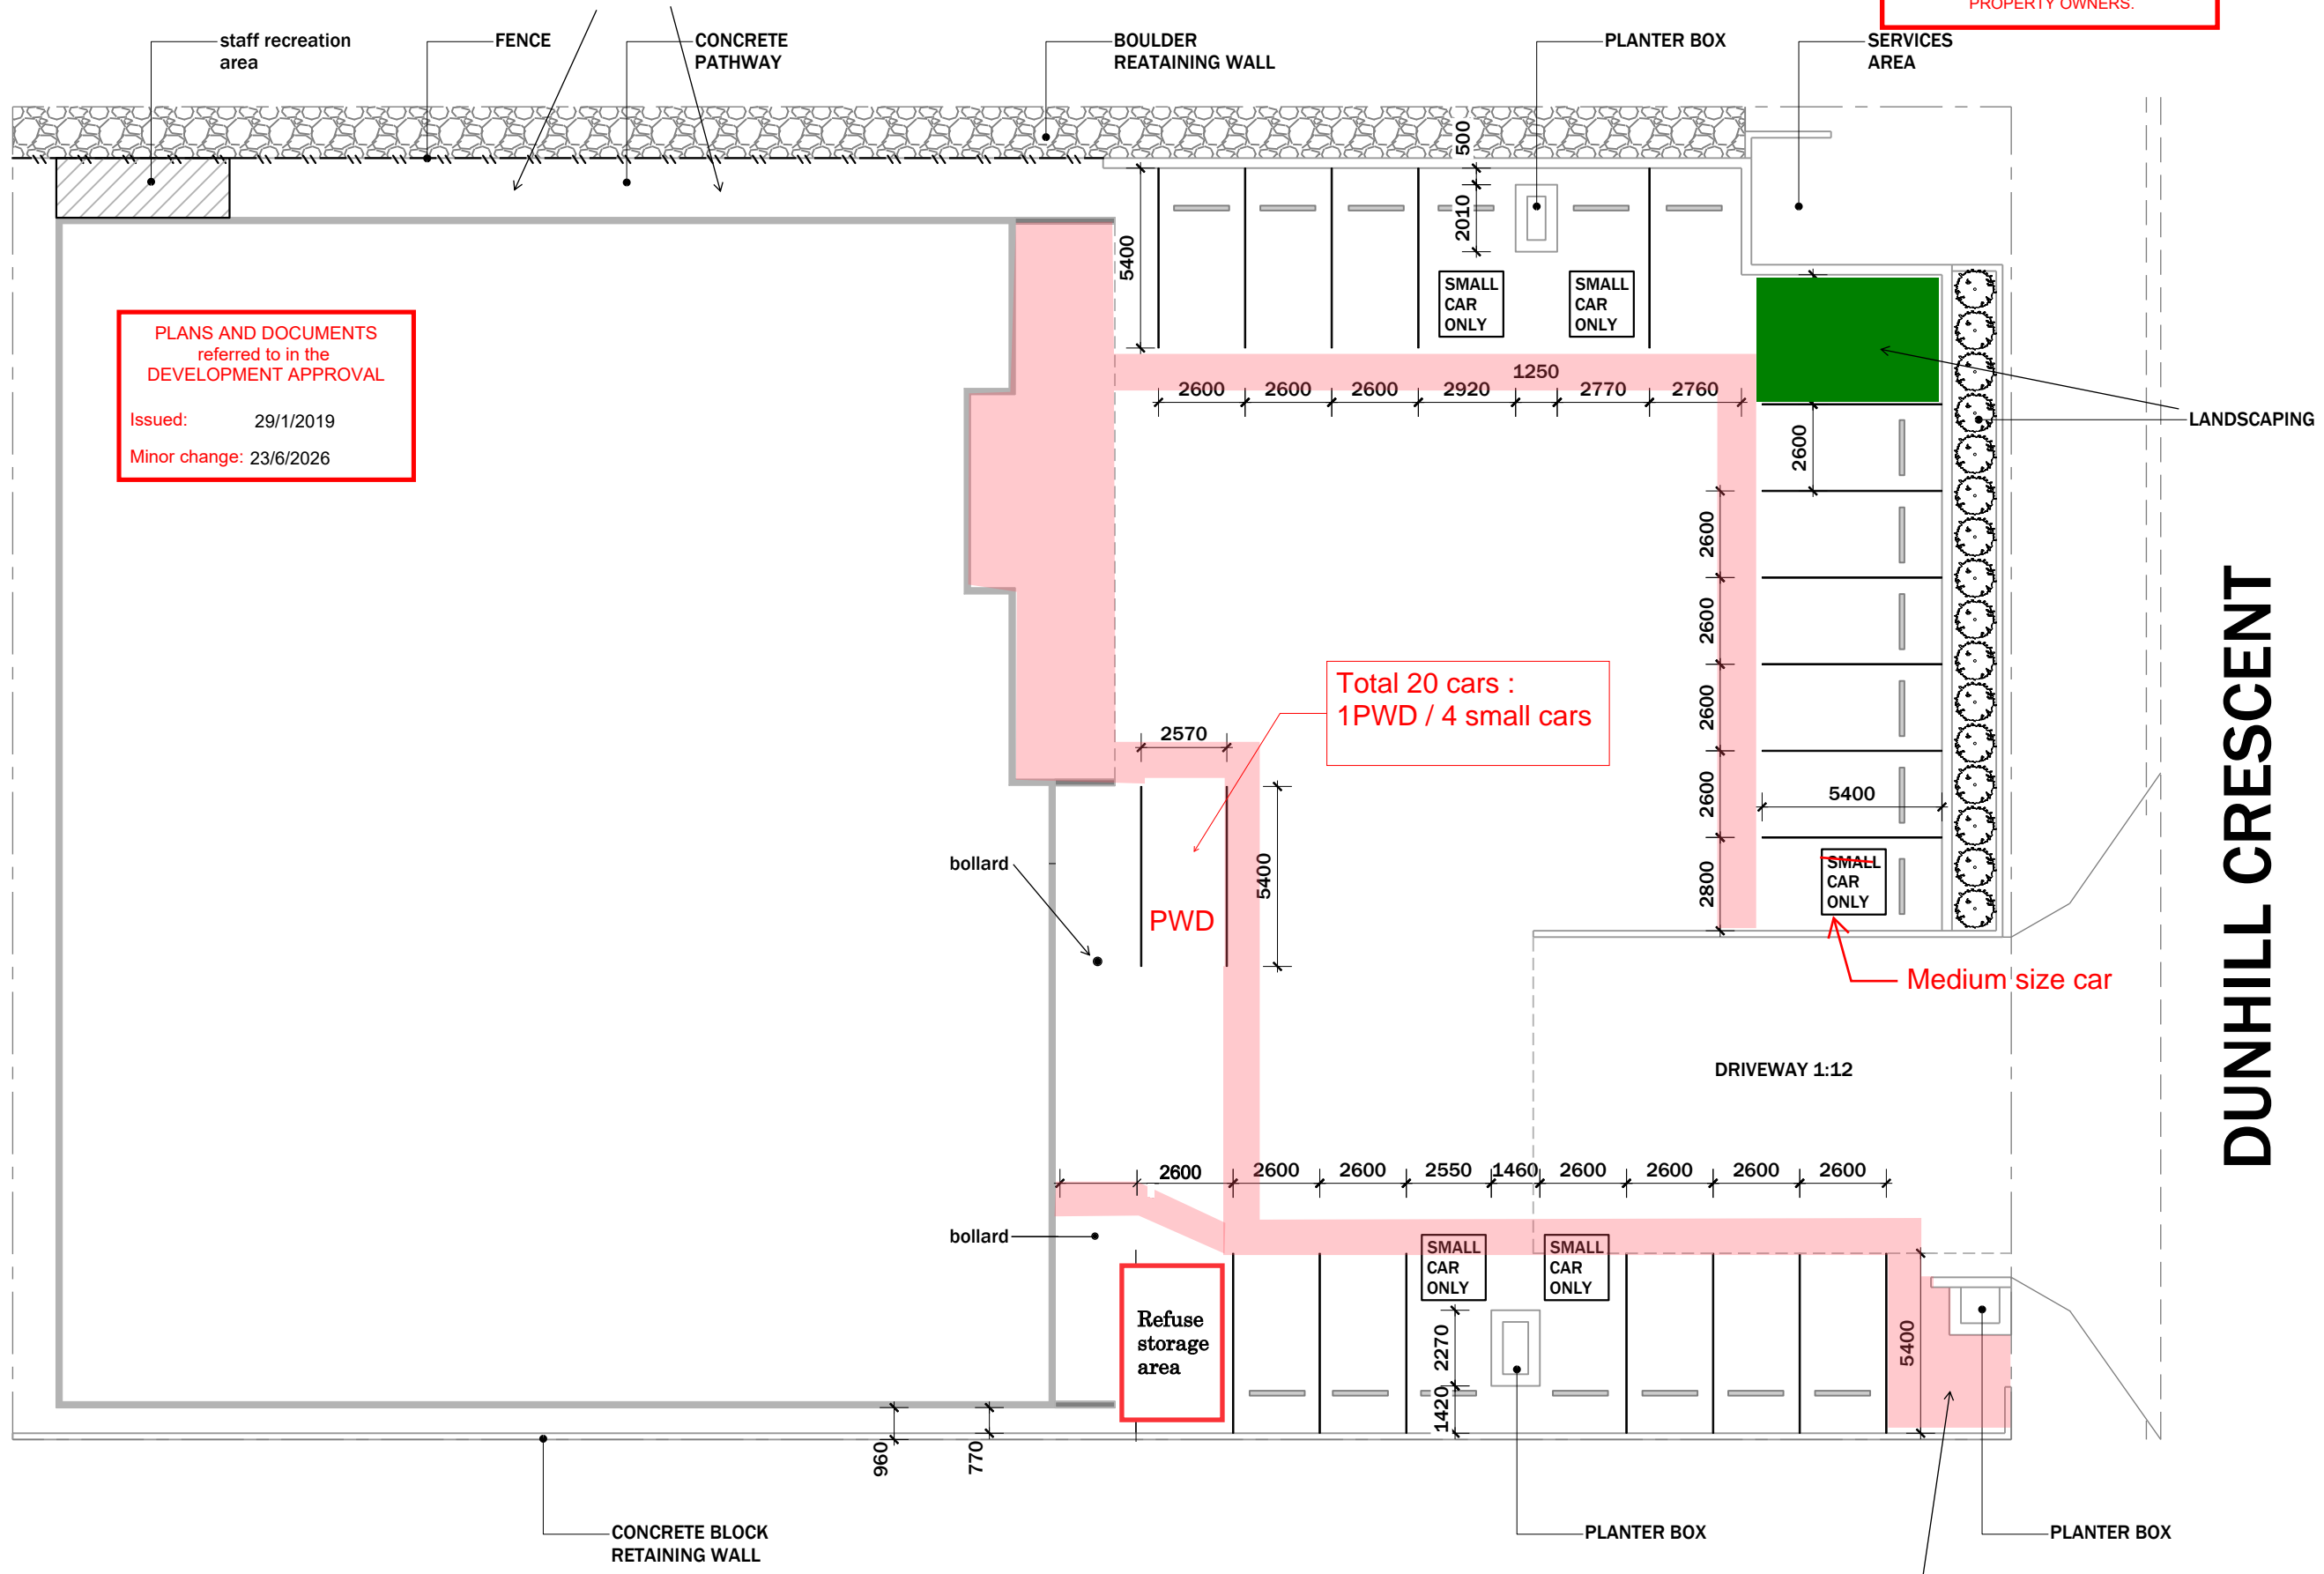 PROPERTY OWNERS.
staff recreation
area
FENCE
CONCRETE
PATHWAY
BOULDER
REATAINING WALL
PLANTER BOX
SERVICES
AREA
500
2010
5400
SMALL
CAR
ONLY
SMALL
CAR
ONLY
PLANS AND DOCUMENTS
referred to in the
DEVELOPMENT APPROVAL
Issued: 29/1/2019
Minor change: 23/6/2026
1250
2600 2600 2600 2920 2770 2760
LANDSCAPING
2600
2600
2600
2600
2600
2800
5400
Total 20 cars :
1PWD / 4 small cars
2570
5400
bollard
PWD
SMALL
CAR
ONLY
Medium size car
DUNHILL CRESCENT
DRIVEWAY 1:12
2600 2600 2600 2550 1460 2600 2600 2600 2600
bollard
SMALL
CAR
ONLY
SMALL
CAR
ONLY
Refuse
storage
area
2270
1420
5400
960
770
CONCRETE BLOCK
RETAINING WALL
PLANTER BOX
PLANTER BOX